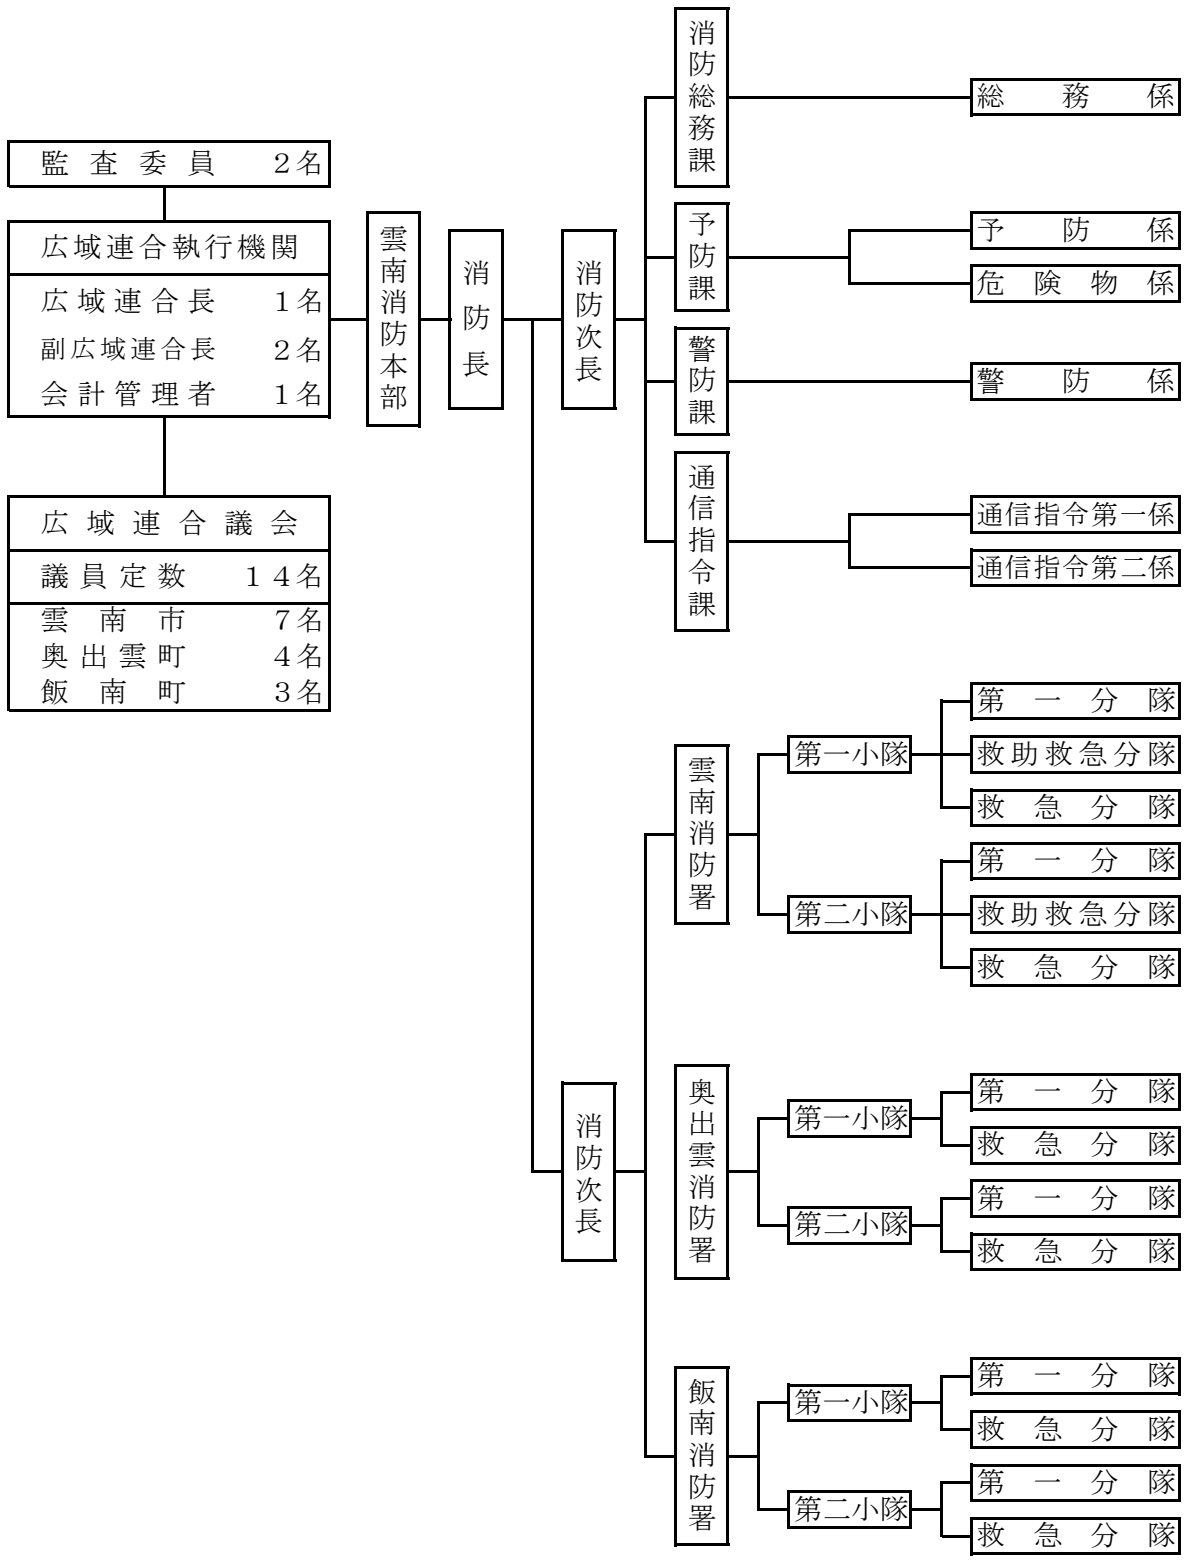 監査委員 2名
広域連合執行機関
広域連合長 1名
副広域連合長 2名
会計管理者 1名
広域連合議会
議員定数 14名
雲南市 7名
奥出雲町 4名
飯南町 3名
雲南消防本部
消防長
消防次長
消防総務課
総務係
予防課
予防係
危険物係
警防課
警防係
通信指令課
通信指令第一係
通信指令第二係
消防次長
雲南消防署
第一小隊
第一分隊
救助救急分隊
救急分隊
第二小隊
第一分隊
救助救急分隊
救急分隊
奥出雲消防署
第一小隊
第一分隊
救急分隊
第二小隊
第一分隊
救急分隊
飯南消防署
第一小隊
第一分隊
救急分隊
第二小隊
第一分隊
救急分隊